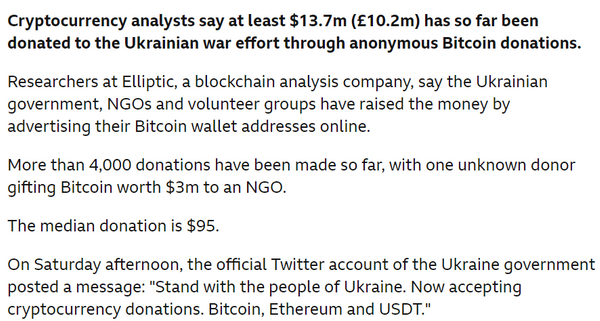 Cryptocurrency analysts say at least $13.7m (£10.2m) has so far been
donated to the Ukrainian war effort through anonymous Bitcoin donations.
Researchers at Elliptic, a blockchain analysis company, say the Ukrainian
government, NGOs and volunteer groups have raised the money by
advertising their Bitcoin wallet addresses online.
More than 4,000 donations have been made so far, with one unknown donor
gifting Bitcoin worth $3m to an NGO.
The median donation is $95.
On Saturday afternoon, the official Twitter account of the Ukraine government
posted a message: "Stand with the people of Ukraine. Now accepting
cryptocurrency donations. Bitcoin, Ethereum and USDT."